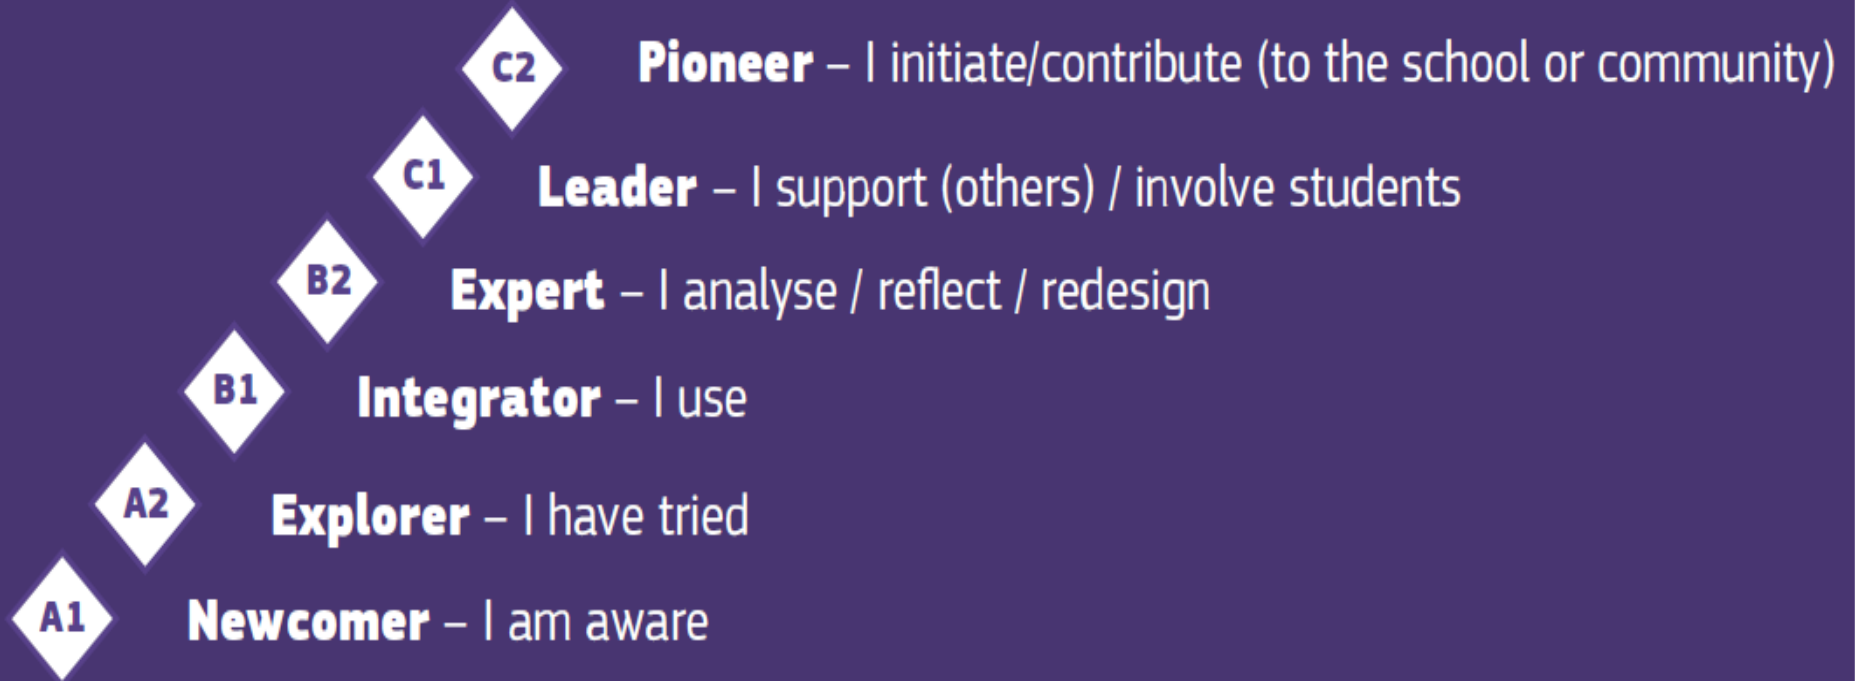 C2 Pioneer – I initiate/contribute (to the school or community)
C1 Leader – I support (others) / involve students
B2 Expert – I analyse / reflect / redesign
B1 Integrator – I use
A2 Explorer – I have tried
A1 Newcomer – I am aware